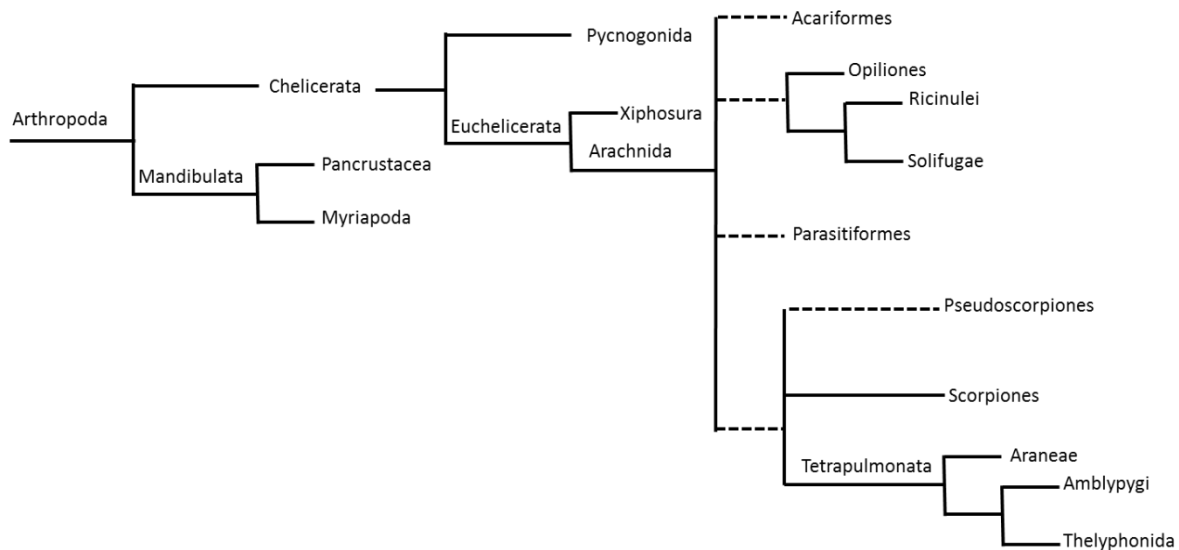 Acariformes
Pycnogonida
Opiliones
Chelicerata
Ricinulei
Arthropoda
Xiphosura
Euchelicerata
Arachnida
Pancrustacea
Solifugae
Mandibulata
Myriapoda
Parasitiformes
Pseudoscorpiones
Scorpiones
Araneae
Tetrapulmonata
Amblypygi
Thelyphonida